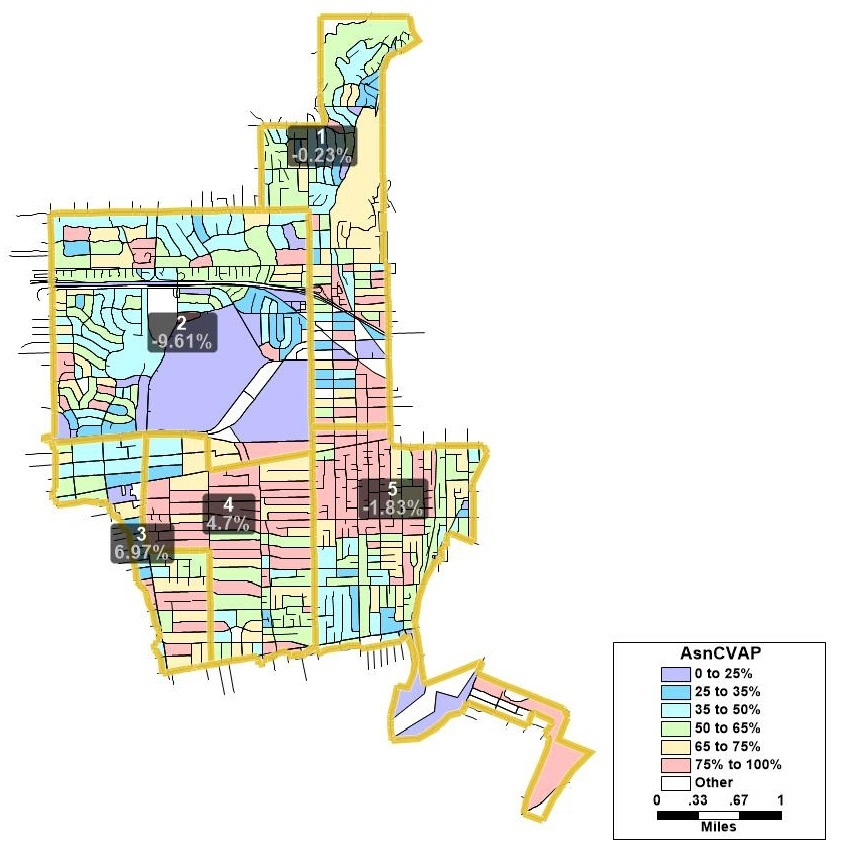 1
-0.23%
2
-9.61%
4
4.7%
5
-1.83%
3
6.97%
AsnCVAP
0 to 25%
25 to 35%
35 to 50%
50 to 65%
65 to 75%
75% to 100%
Other
0 .33 .67 1
Miles